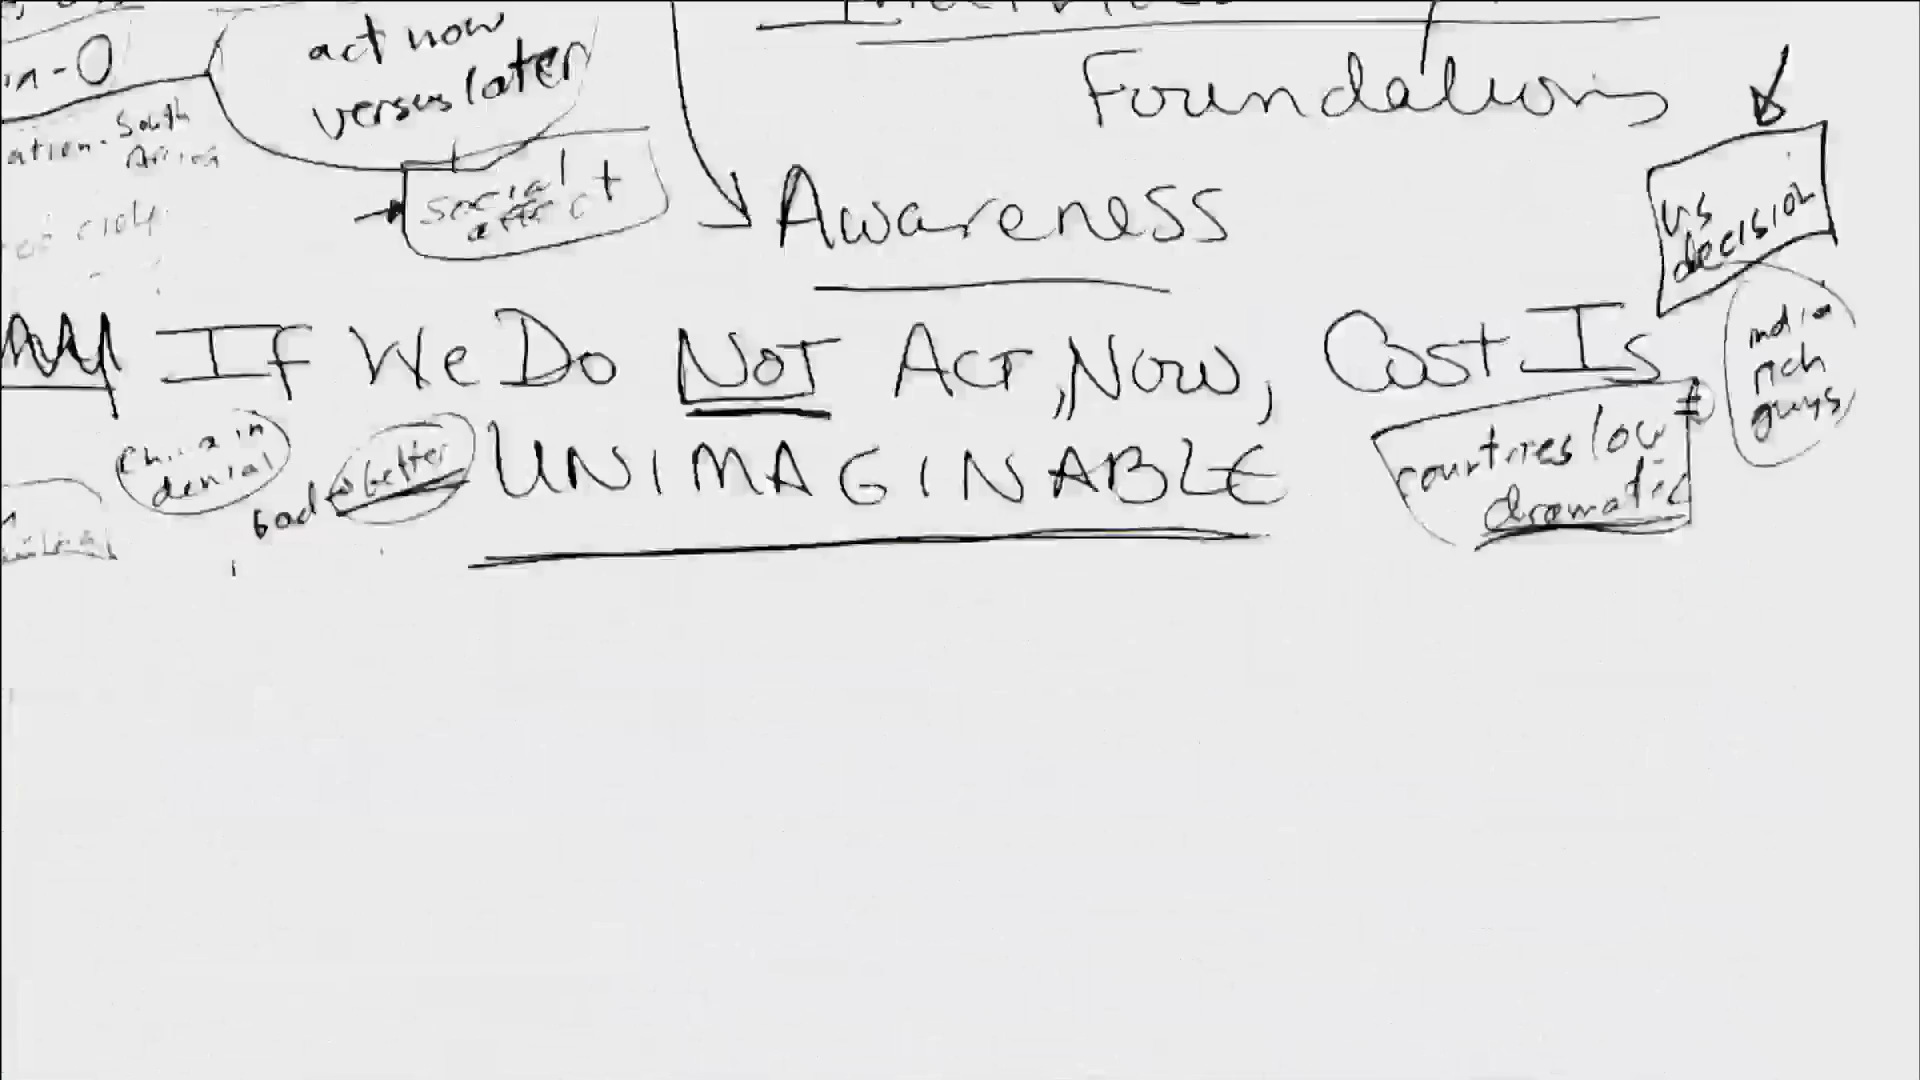 act now
versus later
Foundations
South
Africa
social
affect
Awareness
us
decision
If We Do NOT Act, Now, Cost Is
india
rich
guys
China in
denial
bad better
UNIMAGINABLE
countries low
dramatic